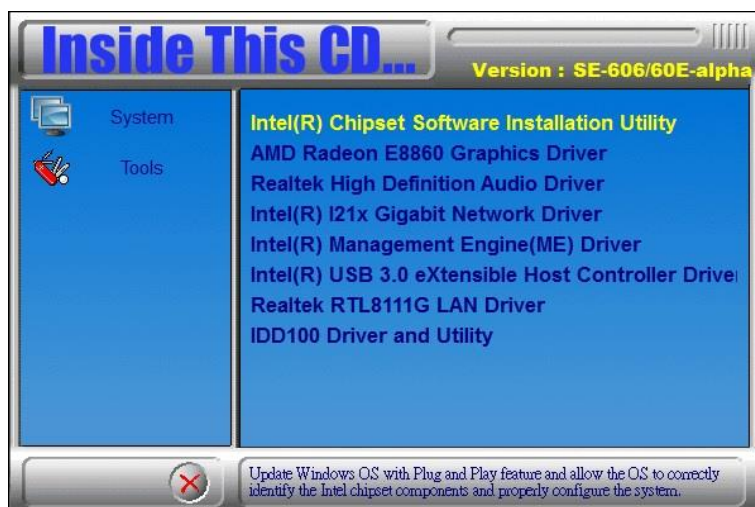 Inside This CD...
Version : SE-606/60E-alpha
System
Tools
Intel(R) Chipset Software Installation Utility
AMD Radeon E8860 Graphics Driver
Realtek High Definition Audio Driver
Intel(R) I21x Gigabit Network Driver
Intel(R) Management Engine(ME) Driver
Intel(R) USB 3.0 eXtensible Host Controller Driver
Realtek RTL8111G LAN Driver
IDD100 Driver and Utility
Update Windows OS with Plug and Play feature and allow the OS to correctly
identify the Intel chipset components and properly configure the system.